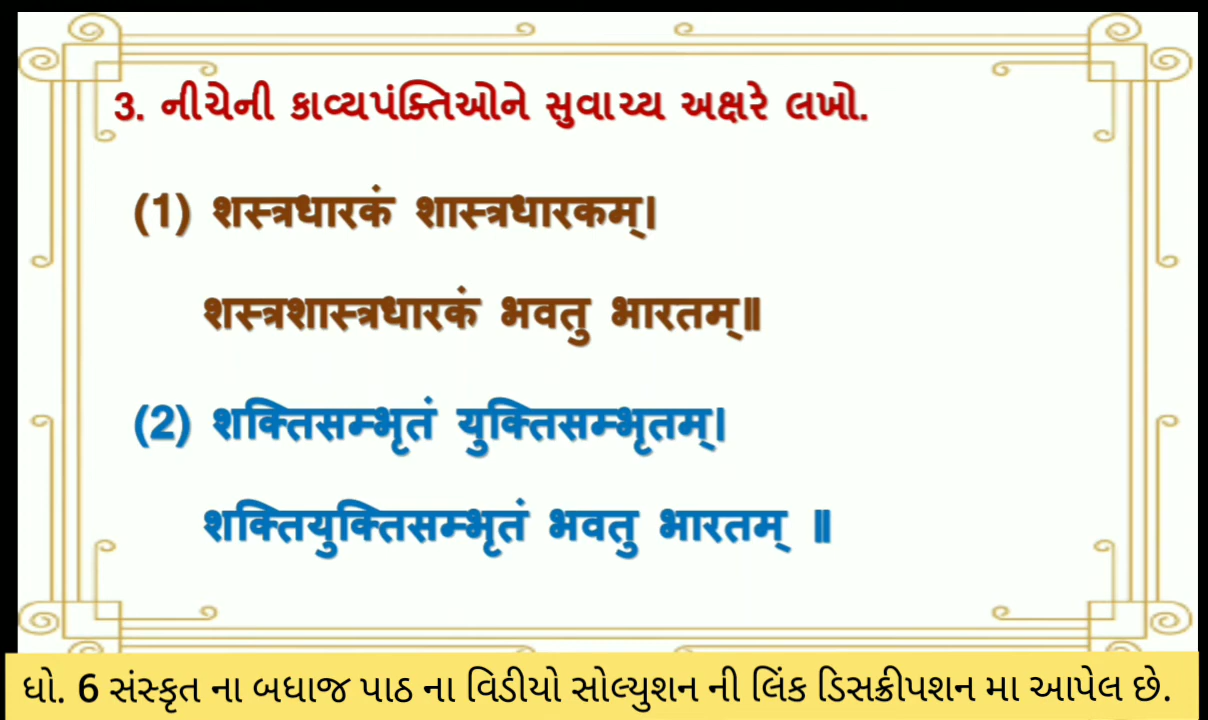 3. નીચેની કાવ્યપંક્તિઓને સુવાચ્ય અક્ષરે લખો.
(1) शस्त्रधारकं शास्त्रधारकम्।
शस्त्रशास्त्रधारकं भवतु भारतम्॥
(2) शक्तिसम्भृतं युक्तिसम्भृतम्।
शक्तियुक्तिसम्भृतं भवतु भारतम् ॥
ધો. 6 સંસ્કૃત ના બધાજ પાઠ ના વિડીયો સોલ્યુશન ની લિંક ડિસક્રીપશન મા આપેલ છે.